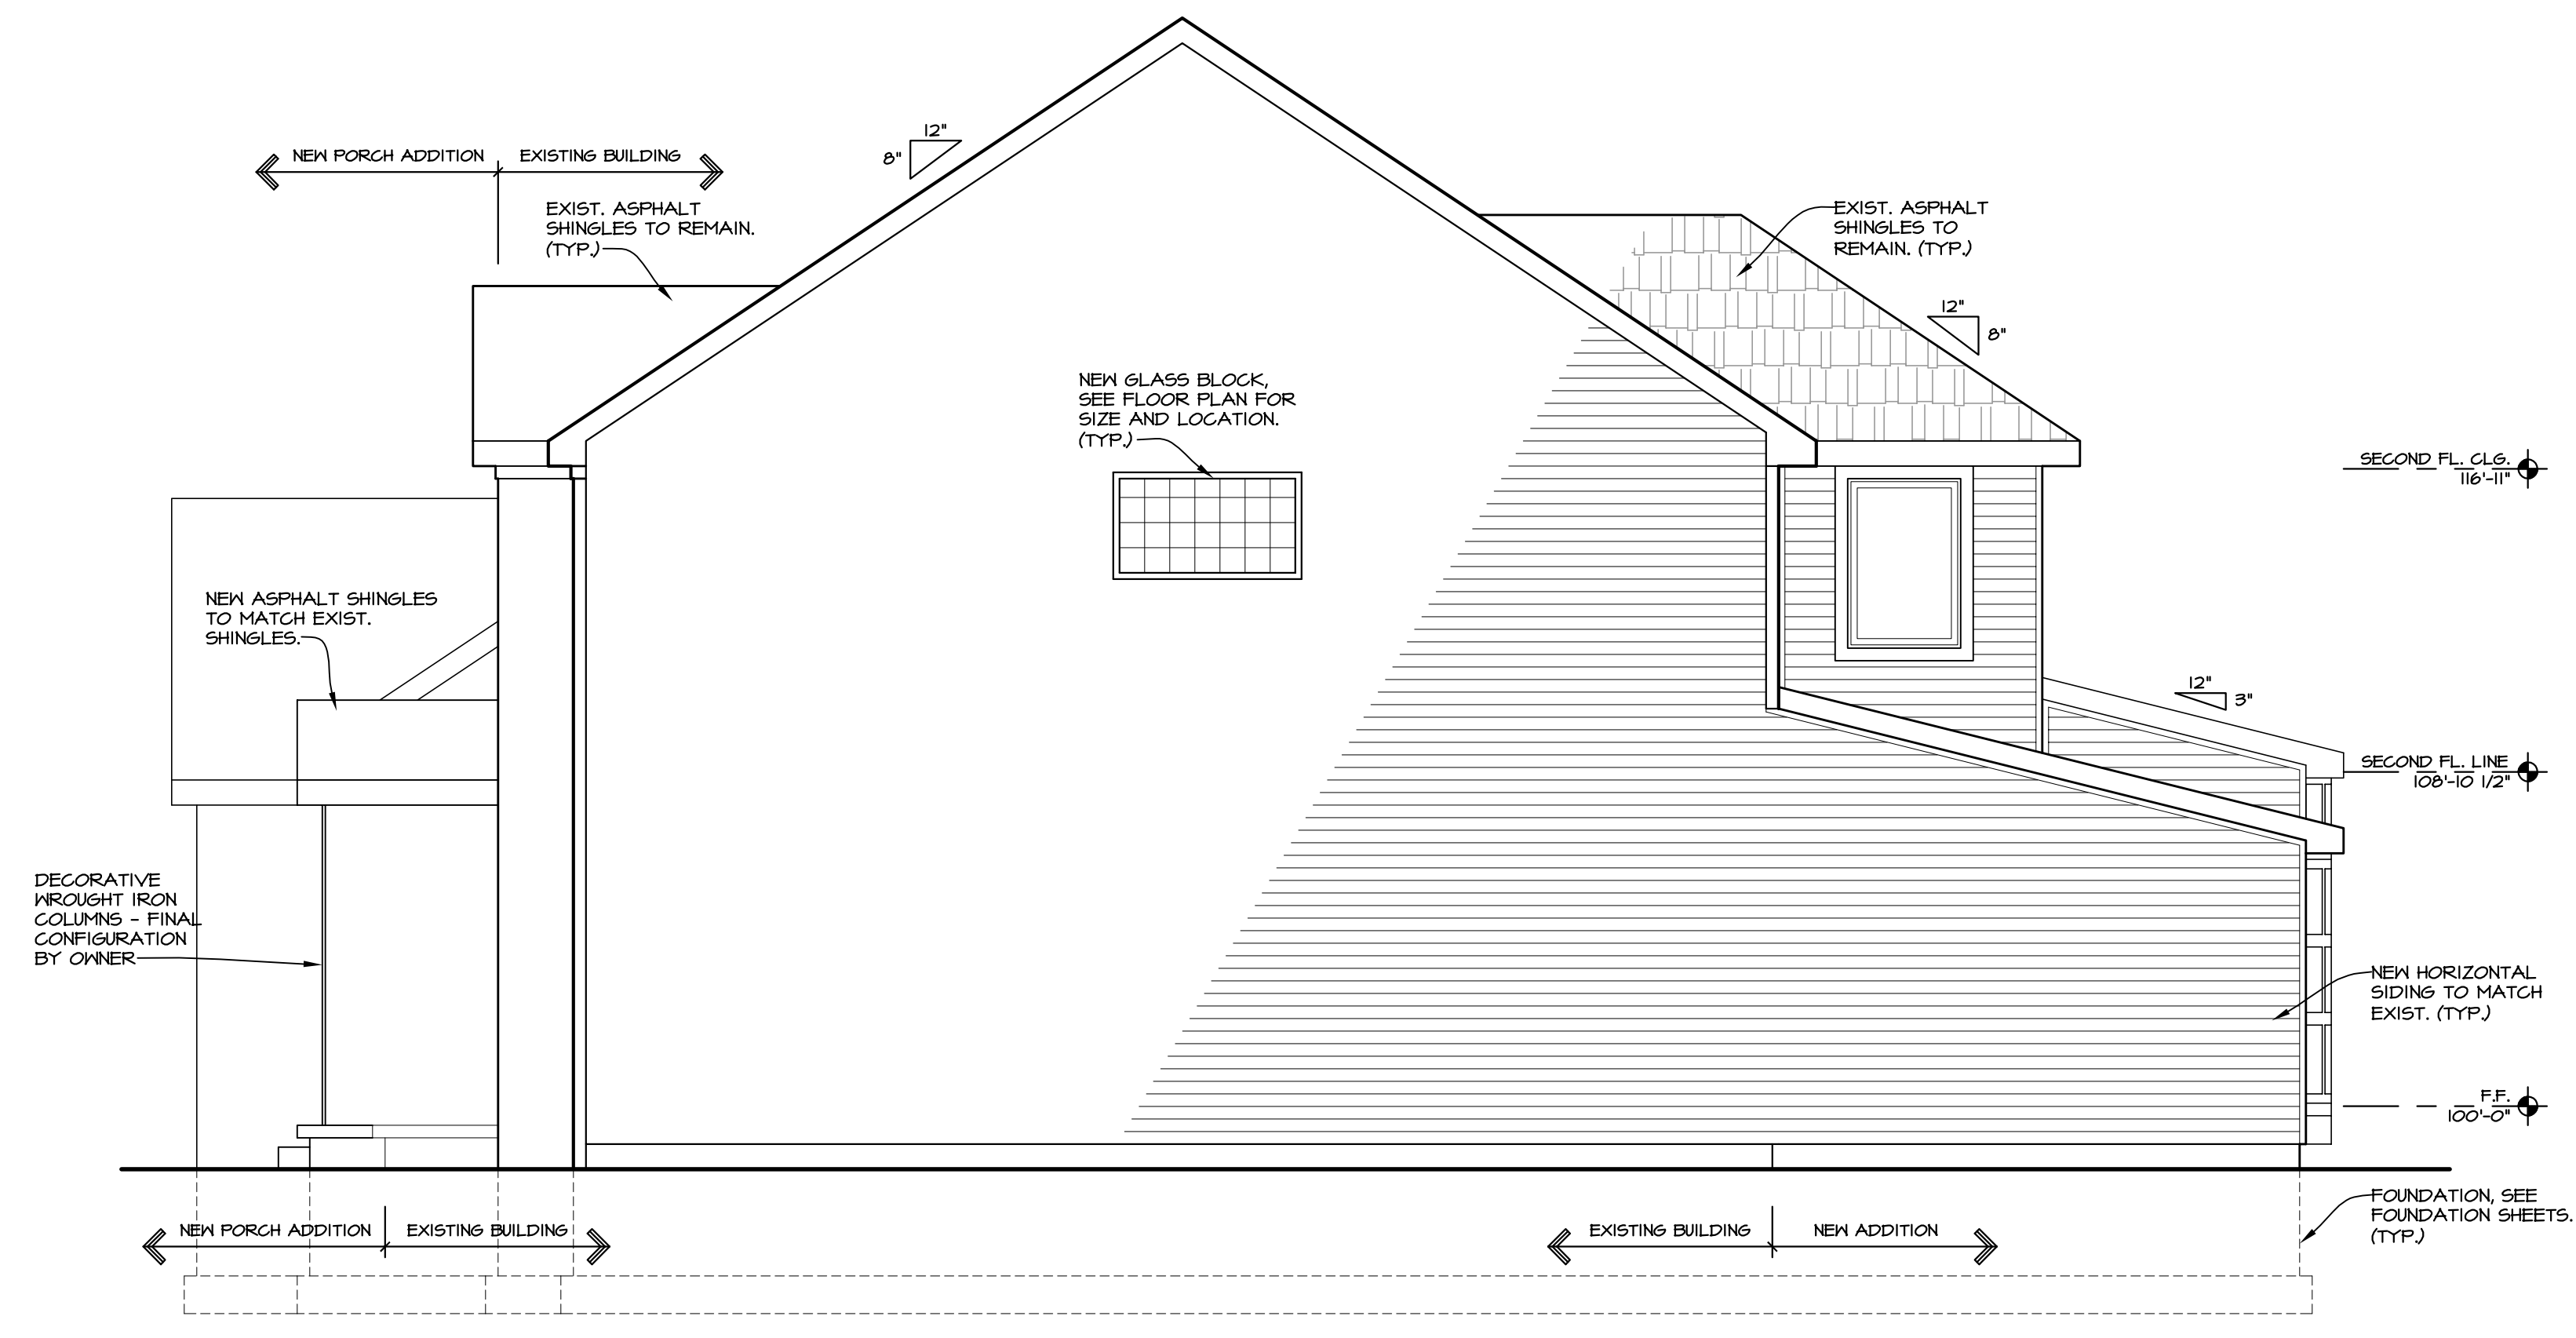 12"
8"
NEW PORCH ADDITION
EXISTING BUILDING
EXIST. ASPHALT
SHINGLES TO REMAIN.
(TYP.)
EXIST. ASPHALT
SHINGLES TO
REMAIN. (TYP.)
12"
8"
NEW GLASS BLOCK,
SEE FLOOR PLAN FOR
SIZE AND LOCATION.
(TYP.)
SECOND FL. CLG.
116'-11"
NEW ASPHALT SHINGLES
TO MATCH EXIST.
SHINGLES.
12"
3"
SECOND FL. LINE
108'-10 1/2"
DECORATIVE
WROUGHT IRON
COLUMNS - FINAL
CONFIGURATION
BY OWNER
NEW HORIZONTAL
SIDING TO MATCH
EXIST. (TYP.)
F.F.
100'-0"
NEW PORCH ADDITION
EXISTING BUILDING
EXISTING BUILDING
NEW ADDITION
FOUNDATION, SEE
FOUNDATION SHEETS.
(TYP.)